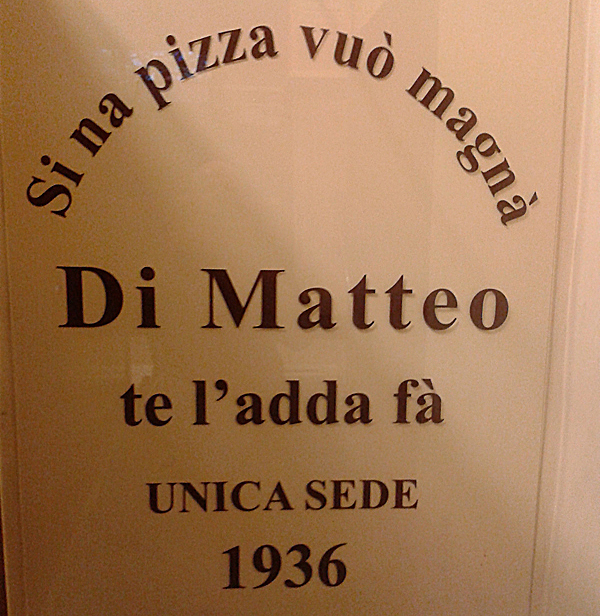 Si na pizza vuò magnà
Di Matteo
te l’adda fà
UNICA SEDE
1936